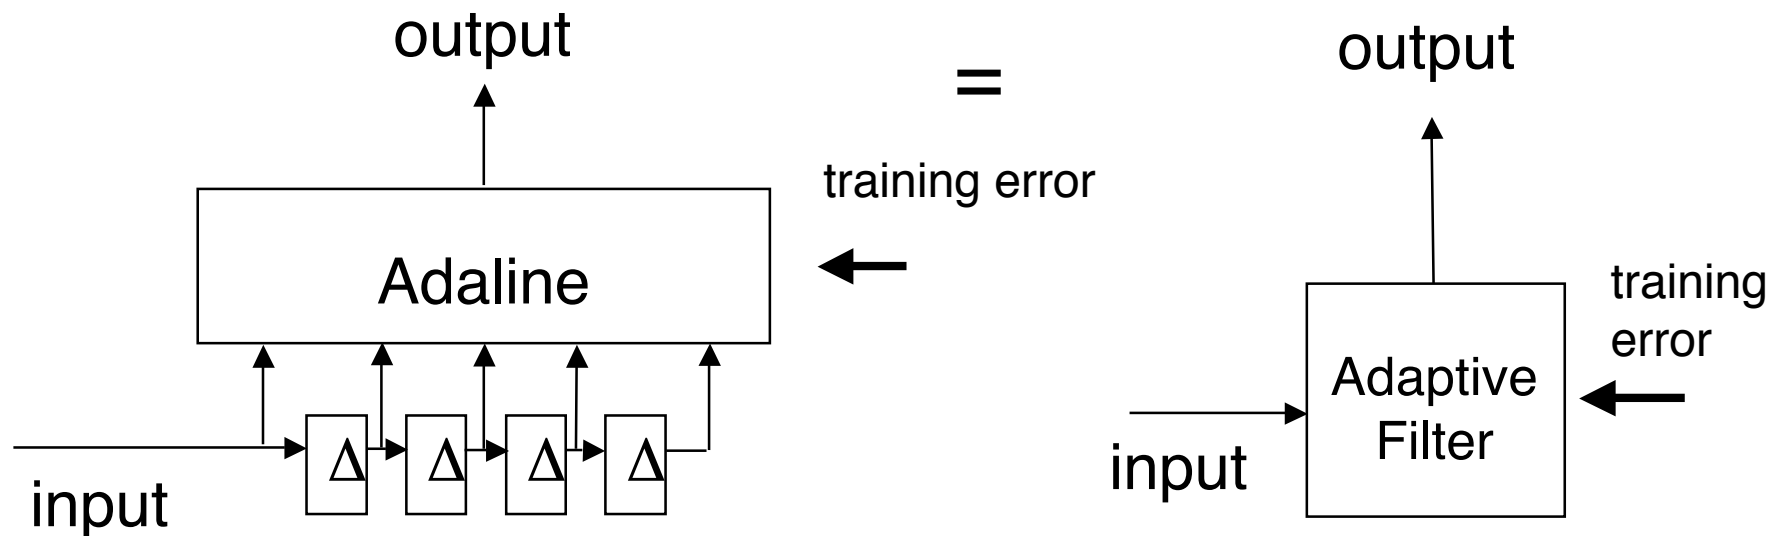 output
=
training error
Adaline
Δ Δ Δ Δ
input
output
training
error
Adaptive
Filter
input